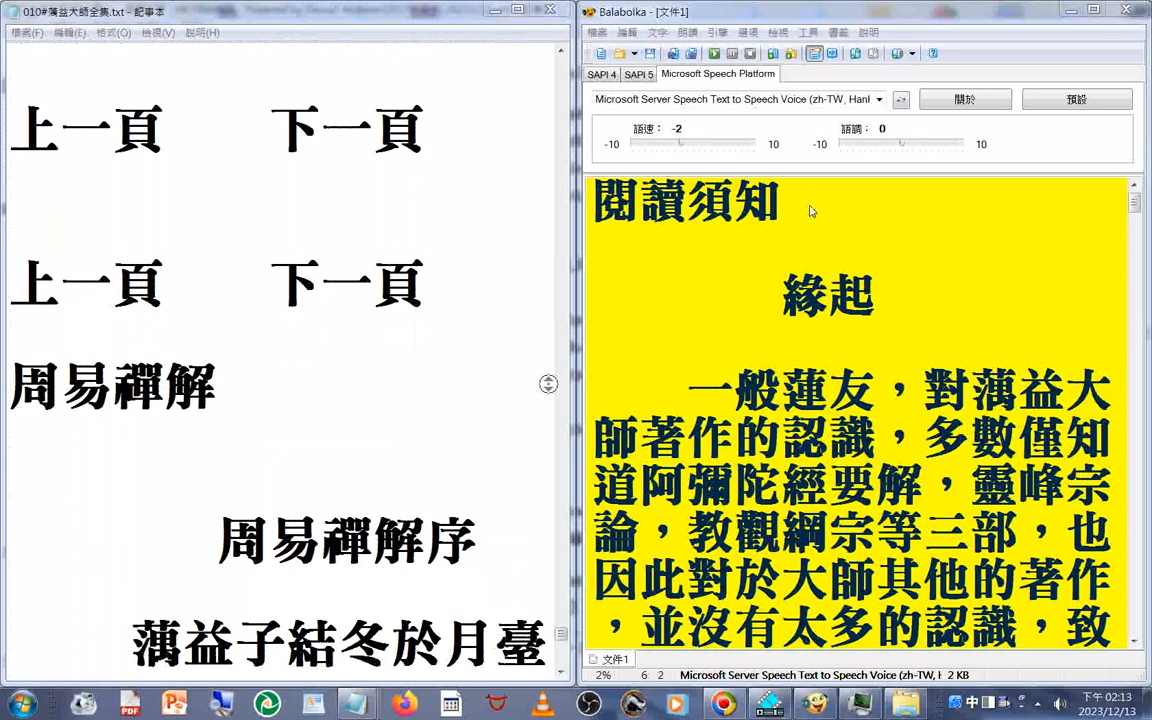 010#蕅益大師全集.txt - 記事本
檔案(F) 編輯(E) 格式(O) 檢視(V) 說明(H)
上一頁 下一頁
上一頁 下一頁
周易禪解
周易禪解序
蕅益子結冬於月臺
Balabolka - [文件1]
檔案 編輯 文字 朗讀 引擎 選項 檢視 工具 書籤 說明
SAPI 4 SAPI 5 Microsoft Speech Platform
Microsoft Server Speech Text to Speech Voice (zh-TW, Hanl
關於 預設
語速： -2 語調： 0
-10 10 -10 10
閱讀須知
緣起
一般蓮友，對蕅益大
師著作的認識，多數僅知
道阿彌陀經要解，靈峰宗
論，教觀綱宗等三部，也
因此對於大師其他的著作
，並沒有太多的認識，致
文件1
2% 6: 2 Microsoft Server Speech Text to Speech Voice (zh-TW, H 2 KB
PDF
中
下午 02:13
2023/12/13